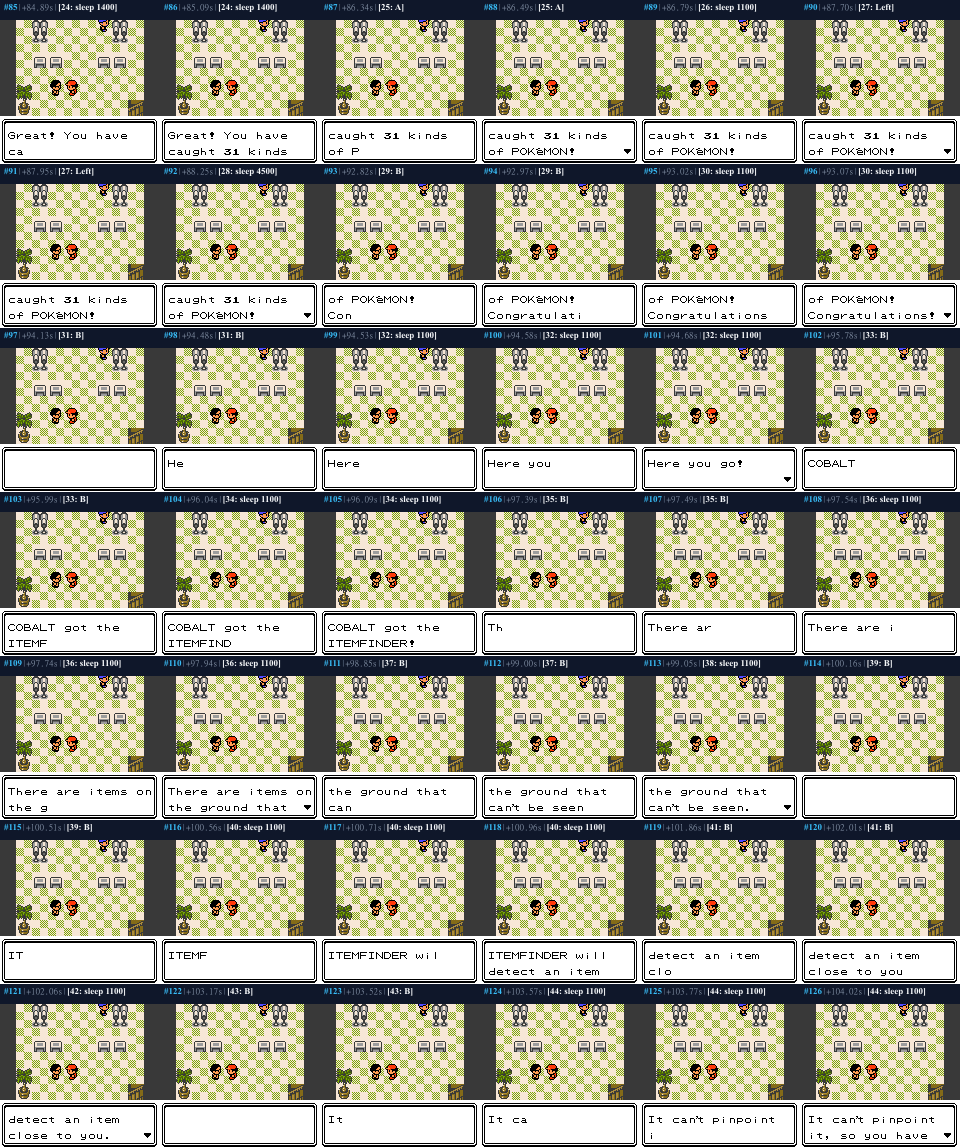 #85|+84.89s| [24: sleep 1400]
Great! You have
ca
#86|+85.09s| [24: sleep 1400]
Great! You have
caught 31 kinds
#87|+86.34s| [25: A]
caught 31 kinds
of P
#88|+86.49s| [25: A]
caught 31 kinds
of POKéMON!
#89|+86.79s| [26: sleep 1100]
caught 31 kinds
of POKéMON!
#90|+87.70s| [27: Left]
caught 31 kinds
of POKéMON!
#91|+87.95s| [27: Left]
caught 31 kinds
of POKéMON!
#92|+88.25s| [28: sleep 4500]
caught 31 kinds
of POKéMON!
#93|+92.82s| [29: B]
of POKéMON!
Con
#94|+92.97s| [29: B]
of POKéMON!
Congratulati
#95|+93.02s| [30: sleep 1100]
of POKéMON!
Congratulations
#96|+93.07s| [30: sleep 1100]
of POKéMON!
Congratulations!
#97|+94.13s| [31: B]
#98|+94.48s| [31: B]
He
#99|+94.53s| [32: sleep 1100]
Here
#100|+94.58s| [32: sleep 1100]
Here you
#101|+94.68s| [32: sleep 1100]
Here you go!
#102|+95.78s| [33: B]
COBALT
#103|+95.99s| [33: B]
COBALT got the
ITEMF
#104|+96.04s| [34: sleep 1100]
COBALT got the
ITEMFIND
#105|+96.09s| [34: sleep 1100]
COBALT got the
ITEMFINDER!
#106|+97.39s| [35: B]
Th
#107|+97.49s| [35: B]
There ar
#108|+97.54s| [36: sleep 1100]
There are i
#109|+97.74s| [36: sleep 1100]
There are items on
the g
#110|+97.94s| [36: sleep 1100]
There are items on
the ground that
#111|+98.85s| [37: B]
the ground that
can
#112|+99.00s| [37: B]
the ground that
can't be seen
#113|+99.05s| [38: sleep 1100]
the ground that
can't be seen.
#114|+100.16s| [39: B]
#115|+100.51s| [39: B]
IT
#116|+100.56s| [40: sleep 1100]
ITEMF
#117|+100.71s| [40: sleep 1100]
ITEMFINDER wil
#118|+100.96s| [40: sleep 1100]
ITEMFINDER will
detect an item
#119|+101.86s| [41: B]
detect an item
clo
#120|+102.01s| [41: B]
detect an item
close to you
#121|+102.06s| [42: sleep 1100]
detect an item
close to you.
#122|+103.17s| [43: B]
#123|+103.52s| [43: B]
It
#124|+103.57s| [44: sleep 1100]
It ca
#125|+103.77s| [44: sleep 1100]
It can't pinpoint
i
#126|+104.02s| [44: sleep 1100]
It can't pinpoint
it, so you have